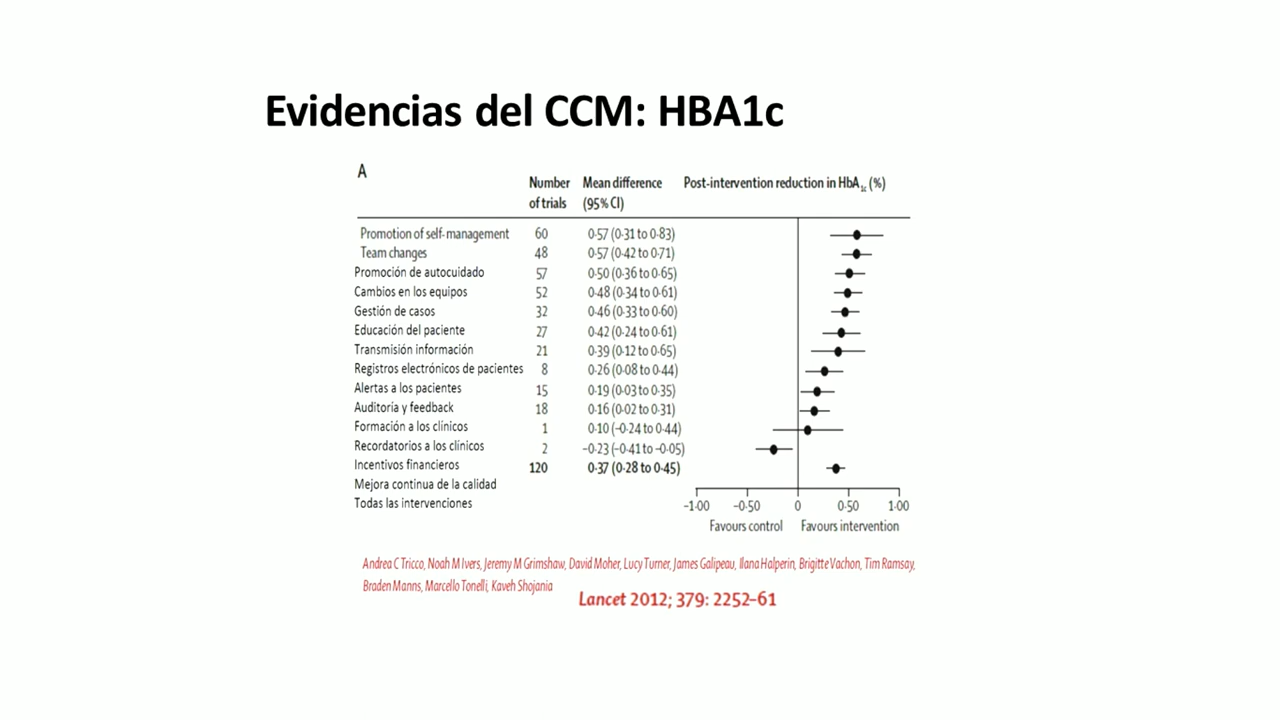 Evidencias del CCM: HBA1c
A
Number of trials Mean difference (95% CI) Post-intervention reduction in HbA1c (%)
Promotion of self-management 60 0·57 (0·31 to 0·83)
Team changes 48 0·57 (0·42 to 0·71)
Promoción de autocuidado 57 0·50 (0·36 to 0·65)
Cambios en los equipos 52 0·48 (0·34 to 0·61)
Gestión de casos 32 0·46 (0·33 to 0·60)
Educación del paciente 27 0·42 (0·24 to 0·61)
Transmisión información 21 0·39 (0·12 to 0·65)
Registros electrónicos de pacientes 8 0·26 (0·08 to 0·44)
Alertas a los pacientes 15 0·19 (0·03 to 0·35)
Auditoría y feedback 18 0·16 (0·02 to 0·31)
Formación a los clínicos 1 0·10 (–0·24 to 0·44)
Recordatorios a los clínicos 2 –0·23 (–0·41 to –0·05)
Incentivos financieros 120 0·37 (0·28 to 0·45)
Mejora continua de la calidad
Todas las intervenciones
–1·00 –0·50 0 0·50 1·00
Favours control Favours intervention
Andrea C Tricco, Noah M Ivers, Jeremy M Grimshaw, David Moher, Lucy Turner, James Galipeau, Ilana Halperin, Brigitte Vachon, Tim Ramsay,
Braden Manns, Marcello Tonelli, Kaveh Shojania
Lancet 2012; 379: 2252–61